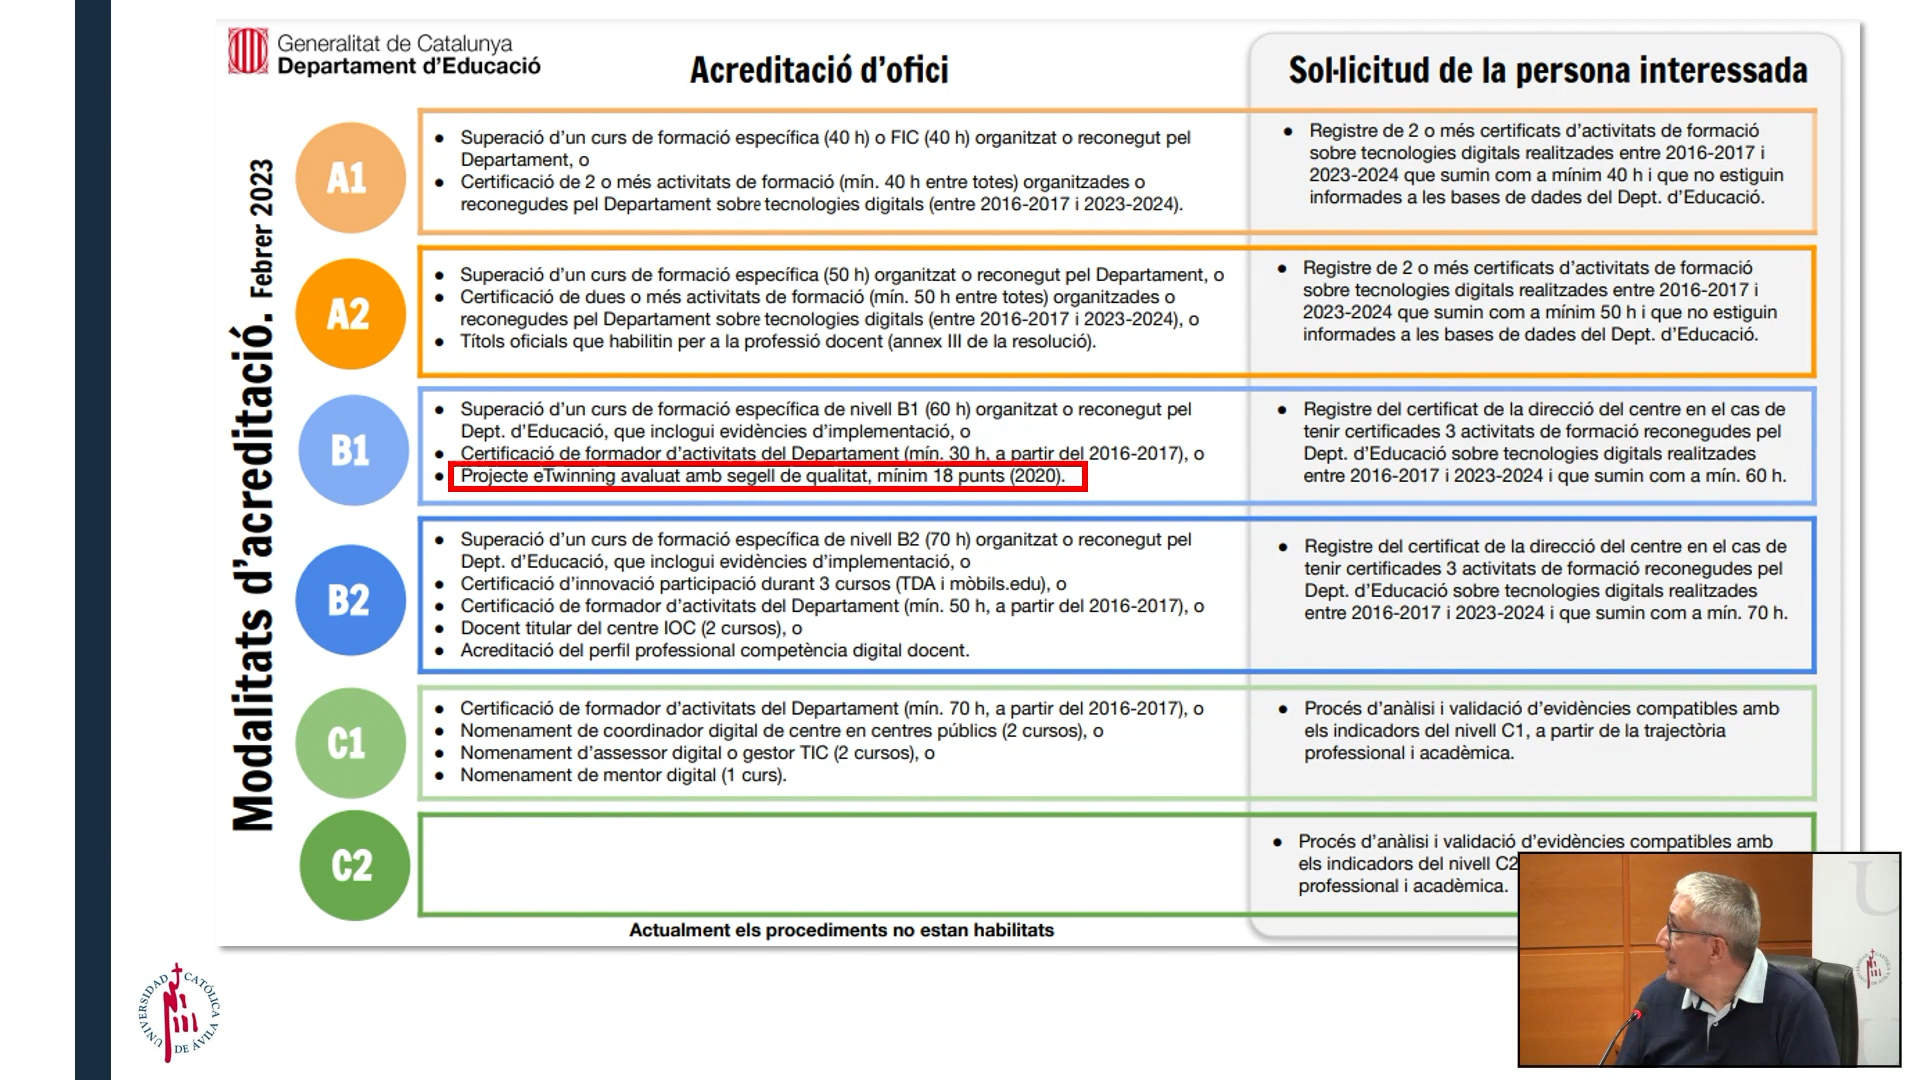 Generalitat de Catalunya
Departament d'Educació
Acreditació d'ofici
Sol·licitud de la persona interessada
Modalitats d'acreditació. Febrer 2023
A1
● Superació d'un curs de formació específica (40 h) o FIC (40 h) organitzat o reconegut pel
Departament, o
● Certificació de 2 o més activitats de formació (mín. 40 h entre totes) organitzades o
reconegudes pel Departament sobre tecnologies digitals (entre 2016-2017 i 2023-2024).
● Registre de 2 o més certificats d'activitats de formació
sobre tecnologies digitals realitzades entre 2016-2017 i
2023-2024 que sumin com a mínim 40 h i que no estiguin
informades a les bases de dades del Dept. d'Educació.
A2
● Superació d'un curs de formació específica (50 h) organitzat o reconegut pel Departament, o
● Certificació de dues o més activitats de formació (mín. 50 h entre totes) organitzades o
reconegudes pel Departament sobre tecnologies digitals (entre 2016-2017 i 2023-2024), o
● Títols oficials que habilitin per a la professió docent (annex III de la resolució).
● Registre de 2 o més certificats d'activitats de formació
sobre tecnologies digitals realitzades entre 2016-2017 i
2023-2024 que sumin com a mínim 50 h i que no estiguin
informades a les bases de dades del Dept. d'Educació.
B1
● Superació d'un curs de formació específica de nivell B1 (60 h) organitzat o reconegut pel
Dept. d'Educació, que inclogui evidències d'implementació, o
● Certificació de formador d'activitats del Departament (mín. 30 h, a partir del 2016-2017), o
● Projecte eTwinning avaluat amb segell de qualitat, mínim 18 punts (2020).
● Registre del certificat de la direcció del centre en el cas de
tenir certificades 3 activitats de formació reconegudes pel
Dept. d'Educació sobre tecnologies digitals realitzades
entre 2016-2017 i 2023-2024 i que sumin com a mín. 60 h.
B2
● Superació d'un curs de formació específica de nivell B2 (70 h) organitzat o reconegut pel
Dept. d'Educació, que inclogui evidències d'implementació, o
● Certificació d'innovació participació durant 3 cursos (TDA i mòbils.edu), o
● Certificació de formador d'activitats del Departament (mín. 50 h, a partir del 2016-2017), o
● Docent titular del centre IOC (2 cursos), o
● Acreditació del perfil professional competència digital docent.
● Registre del certificat de la direcció del centre en el cas de
tenir certificades 3 activitats de formació reconegudes pel
Dept. d'Educació sobre tecnologies digitals realitzades
entre 2016-2017 i 2023-2024 i que sumin com a mín. 70 h.
C1
● Certificació de formador d'activitats del Departament (mín. 70 h, a partir del 2016-2017), o
● Nomenament de coordinador digital de centre en centres públics (2 cursos), o
● Nomenament d'assessor digital o gestor TIC (2 cursos), o
● Nomenament de mentor digital (1 curs).
● Procés d'anàlisi i validació d'evidències compatibles amb
els indicadors del nivell C1, a partir de la trajectòria
professional i acadèmica.
C2
● Procés d'anàlisi i validació d'evidències compatibles amb
els indicadors del nivell C2
professional i acadèmica.
Actualment els procediments no estan habilitats
UNIVERSIDAD CATÓLICA
DE ÁVILA